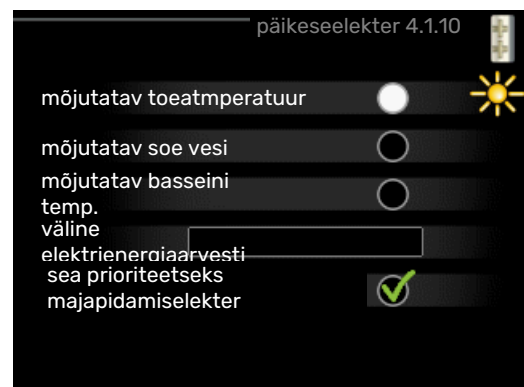 päikeseelekter 4.1.10
mõjutatav toeatmperatuur
mõjutatav soe vesi
mõjutatav basseini
temp.
väline
elektrienergiaarvesti
sea prioriteetseks
majapidamiselekter